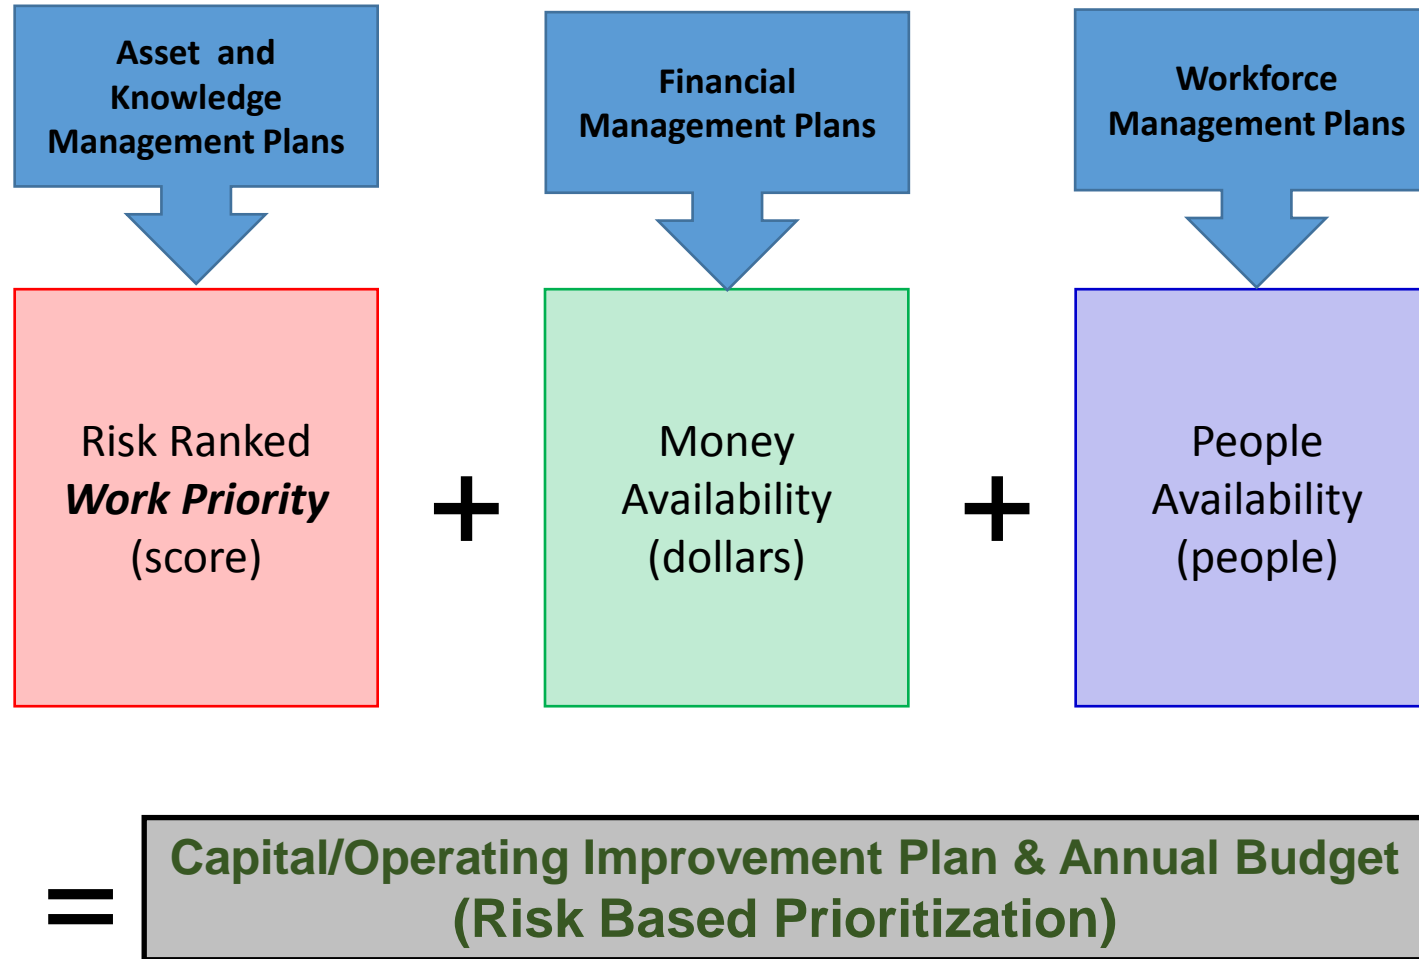 Asset and
Knowledge
Management Plans
Financial
Management Plans
Workforce
Management Plans
Risk Ranked
Work Priority
(score)
+
Money
Availability
(dollars)
+
People
Availability
(people)
=
Capital/Operating Improvement Plan & Annual Budget
(Risk Based Prioritization)